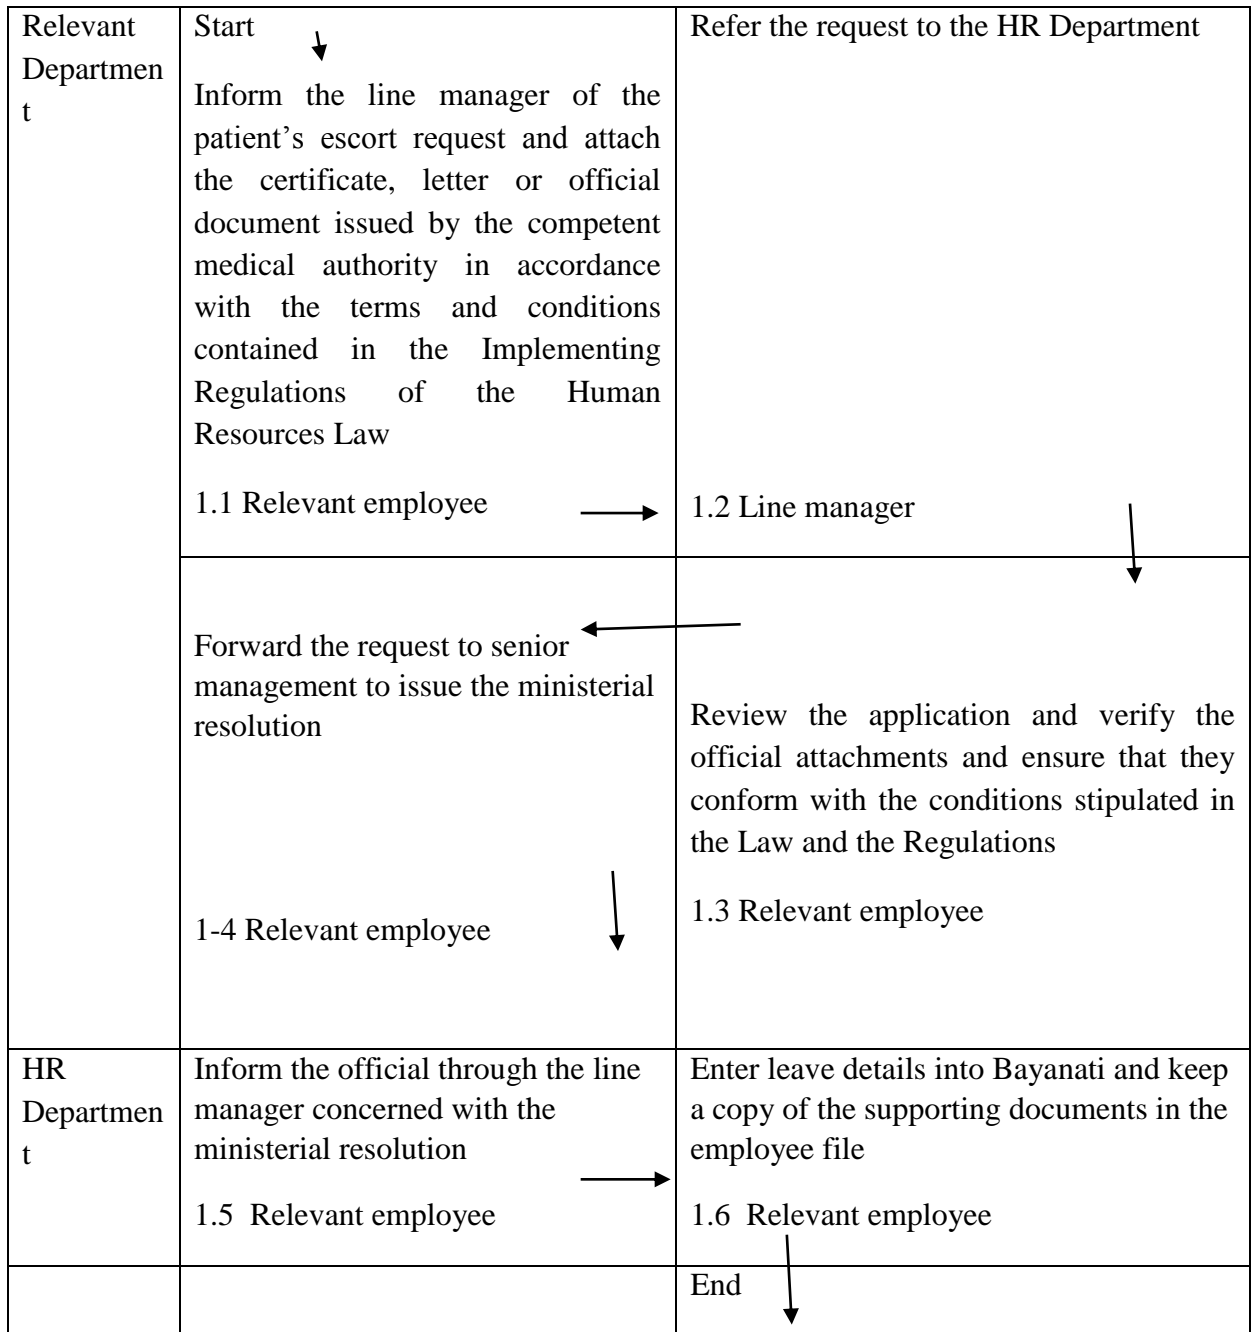 Relevant
Departmen
t
Start
Inform the line manager of the
patient’s escort request and attach
the certificate, letter or official
document issued by the competent
medical authority in accordance
with the terms and conditions
contained in the Implementing
Regulations of the Human
Resources Law
1.1 Relevant employee
Refer the request to the HR Department
1.2 Line manager
Forward the request to senior
management to issue the ministerial
resolution
1-4 Relevant employee
Review the application and verify the
official attachments and ensure that they
conform with the conditions stipulated in
the Law and the Regulations
1.3 Relevant employee
HR
Departmen
t
Inform the official through the line
manager concerned with the
ministerial resolution
1.5 Relevant employee
Enter leave details into Bayanati and keep
a copy of the supporting documents in the
employee file
1.6 Relevant employee
End